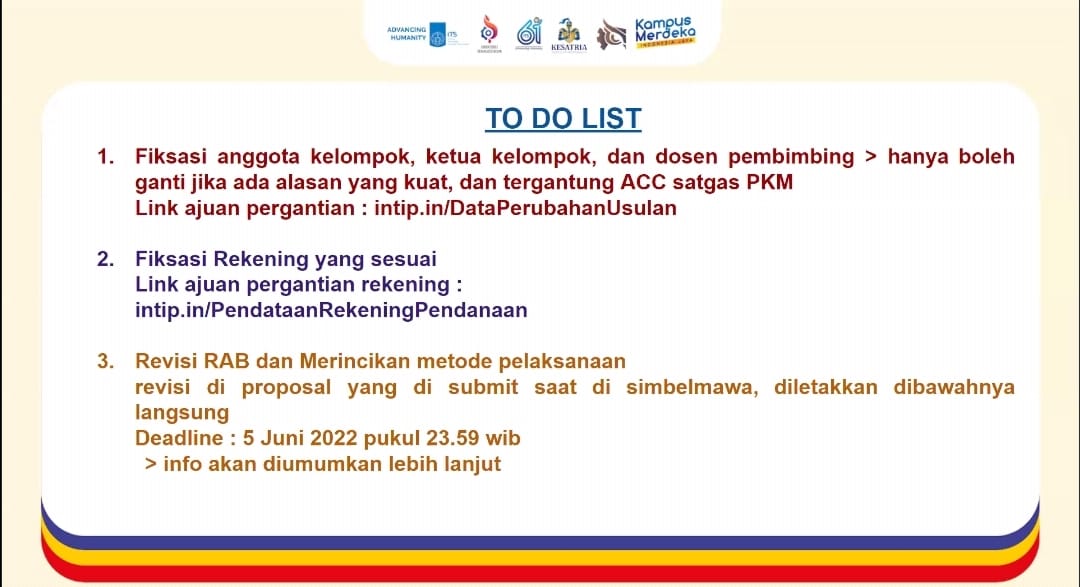 ADVANCING
HUMANITY
ITS
KESATRIA
Kampus
Merdeka
INDONESIA JAYA
TO DO LIST
1. Fiksasi anggota kelompok, ketua kelompok, dan dosen pembimbing > hanya boleh
ganti jika ada alasan yang kuat, dan tergantung ACC satgas PKM
Link ajuan pergantian : intip.in/DataPerubahanUsulan
2. Fiksasi Rekening yang sesuai
Link ajuan pergantian rekening :
intip.in/PendataanRekeningPendanaan
3. Revisi RAB dan Merincikan metode pelaksanaan
revisi di proposal yang di submit saat di simbelmawa, diletakkan dibawahnya
langsung
Deadline : 5 Juni 2022 pukul 23.59 wib
> info akan diumumkan lebih lanjut